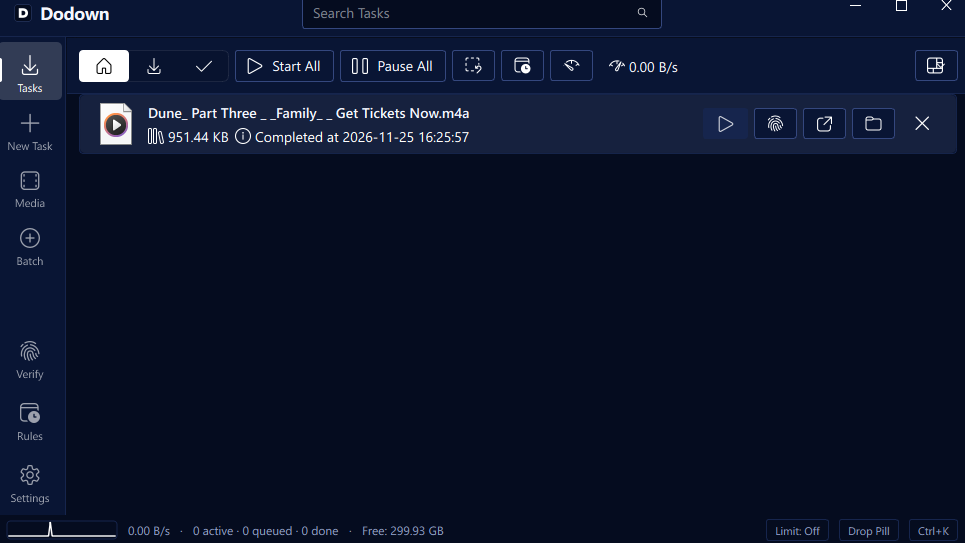 D Dodown
Search Tasks
Tasks
New Task
Media
Batch
Verify
Rules
Settings
Start All
Pause All
0.00 B/s
Dune_ Part Three _ _Family_ _ Get Tickets Now.m4a
951.44 KB Completed at 2026-11-25 16:25:57
0.00 B/s · 0 active · 0 queued · 0 done · Free: 299.93 GB
Limit: Off
Drop Pill
Ctrl+K